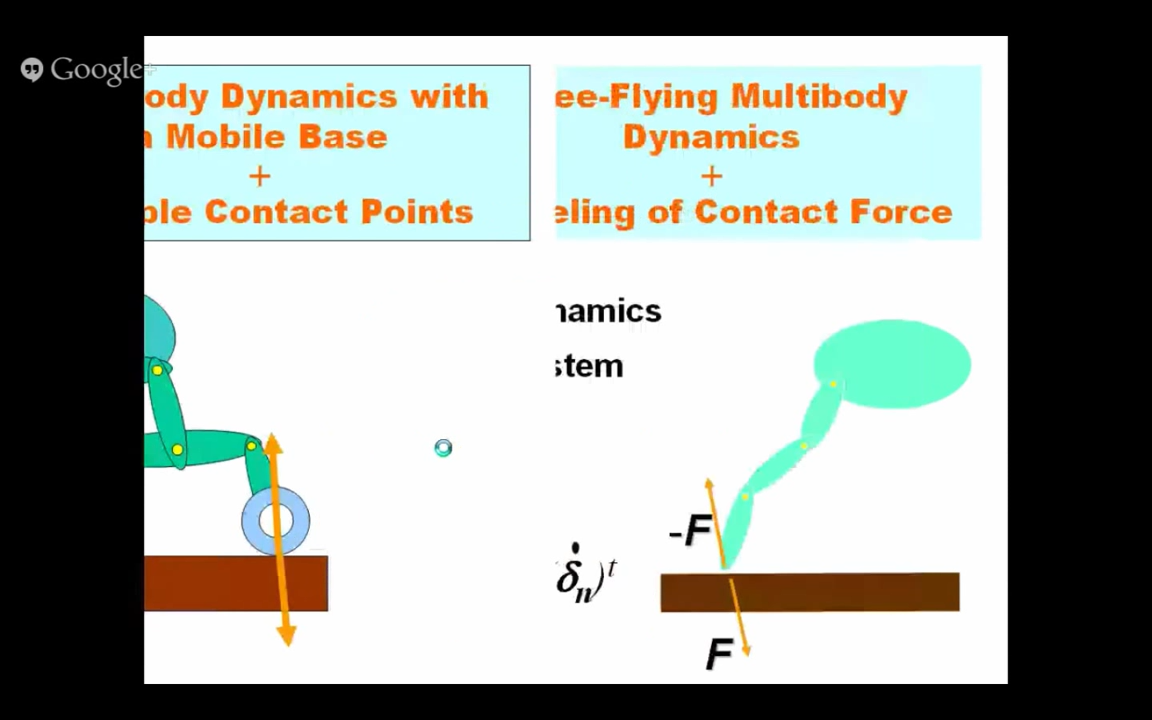 Google+
ody Dynamics with
a Mobile Base
+
ple Contact Points
ee-Flying Multibody
Dynamics
+
eling of Contact Force
namics
stem
-F
δ̇n)^t
F